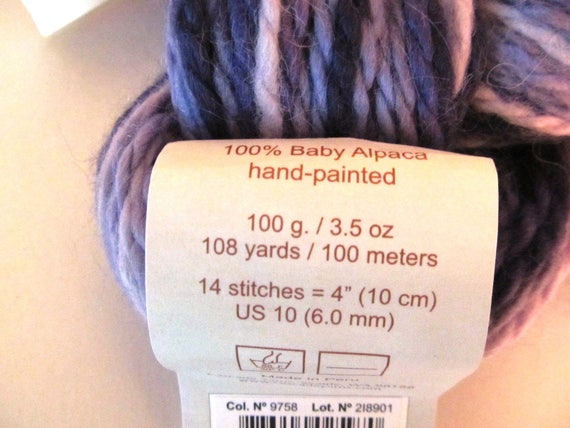 100% Baby Alpaca
hand-painted
100 g. / 3.5 oz
108 yards / 100 meters
14 stitches = 4” (10 cm)
US 10 (6.0 mm)
Made in Peru
Col. Nº 9758 Lot. Nº 2I8901